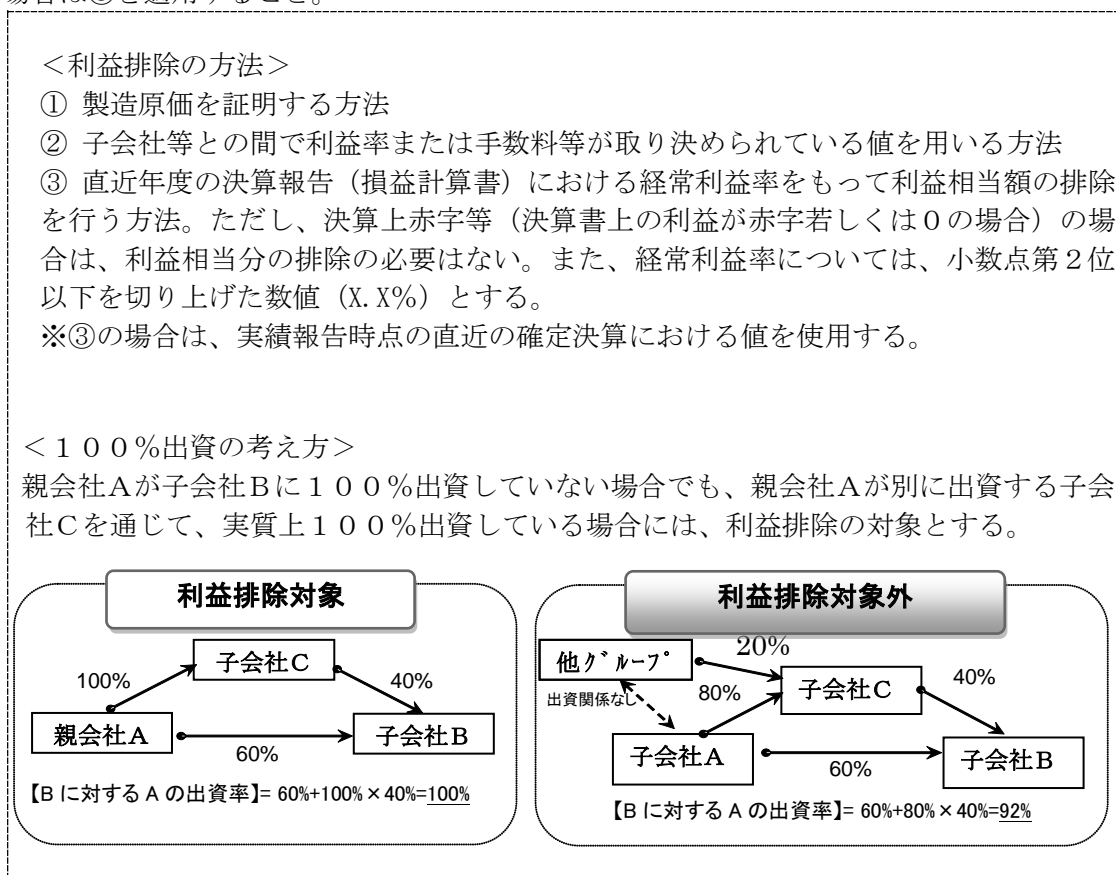 場合は③を適用すること。
＜利益排除の方法＞
① 製造原価を証明する方法
② 子会社等との間で利益率または手数料等が取り決められている値を用いる方法
③ 直近年度の決算報告（損益計算書）における経常利益率をもって利益相当額の排除
を行う方法。ただし、決算上赤字等（決算書上の利益が赤字若しくは０の場合）の場
合は、利益相当分の排除の必要はない。また、経常利益率については、小数点第２位
以下を切り上げた数値（X.X％）とする。
※③の場合は、実績報告時点の直近の確定決算における値を使用する。
＜１００％出資の考え方＞
親会社Ａが子会社Ｂに１００％出資していない場合でも、親会社Ａが別に出資する子会
社Ｃを通じて、実質上１００％出資している場合には、利益排除の対象とする。
利益排除対象
子会社Ｃ
100%
40%
親会社Ａ
子会社Ｂ
60%
【B に対する A の出資率】= 60%+100%×40%=100%
利益排除対象外
他ｸﾞﾙｰﾌﾟ
20%
子会社Ｃ
40%
出資関係なし
80%
子会社Ａ
子会社Ｂ
60%
【B に対する A の出資率】= 60%+80%×40%=92%